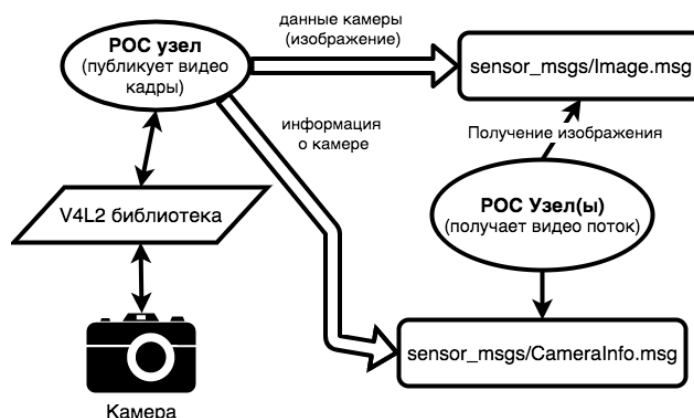 данные камеры
(изображение)
РОС узел
(публикует видео
кадры)
sensor_msgs/Image.msg
информация
о камере
Получение изображения
V4L2 библиотека
РОС Узел(ы)
(получает видео поток)
sensor_msgs/CameraInfo.msg
Камера